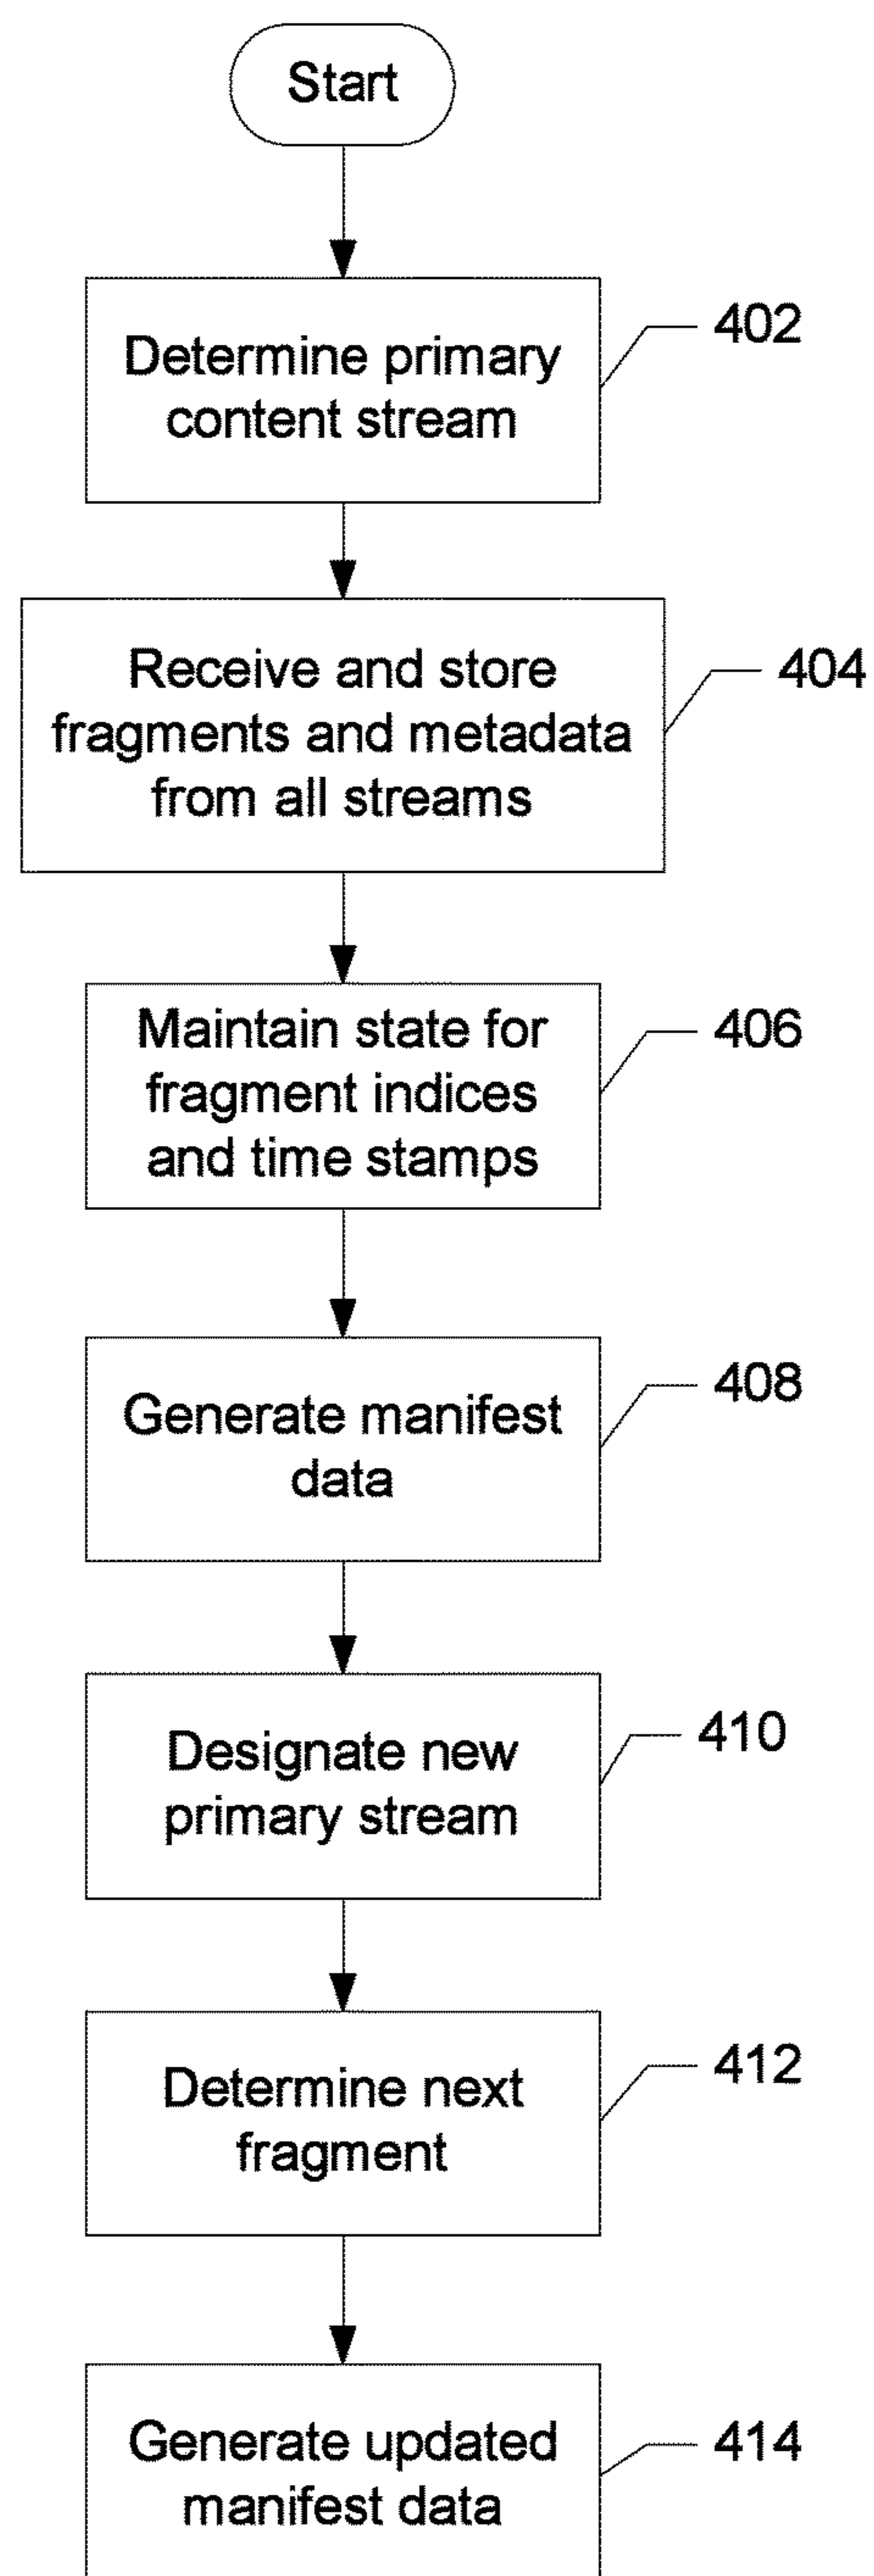 Start
Determine primary
content stream
402
Receive and store
fragments and metadata
from all streams
404
Maintain state for
fragment indices
and time stamps
406
Generate manifest
data
408
Designate new
primary stream
410
Determine next
fragment
412
Generate updated
manifest data
414